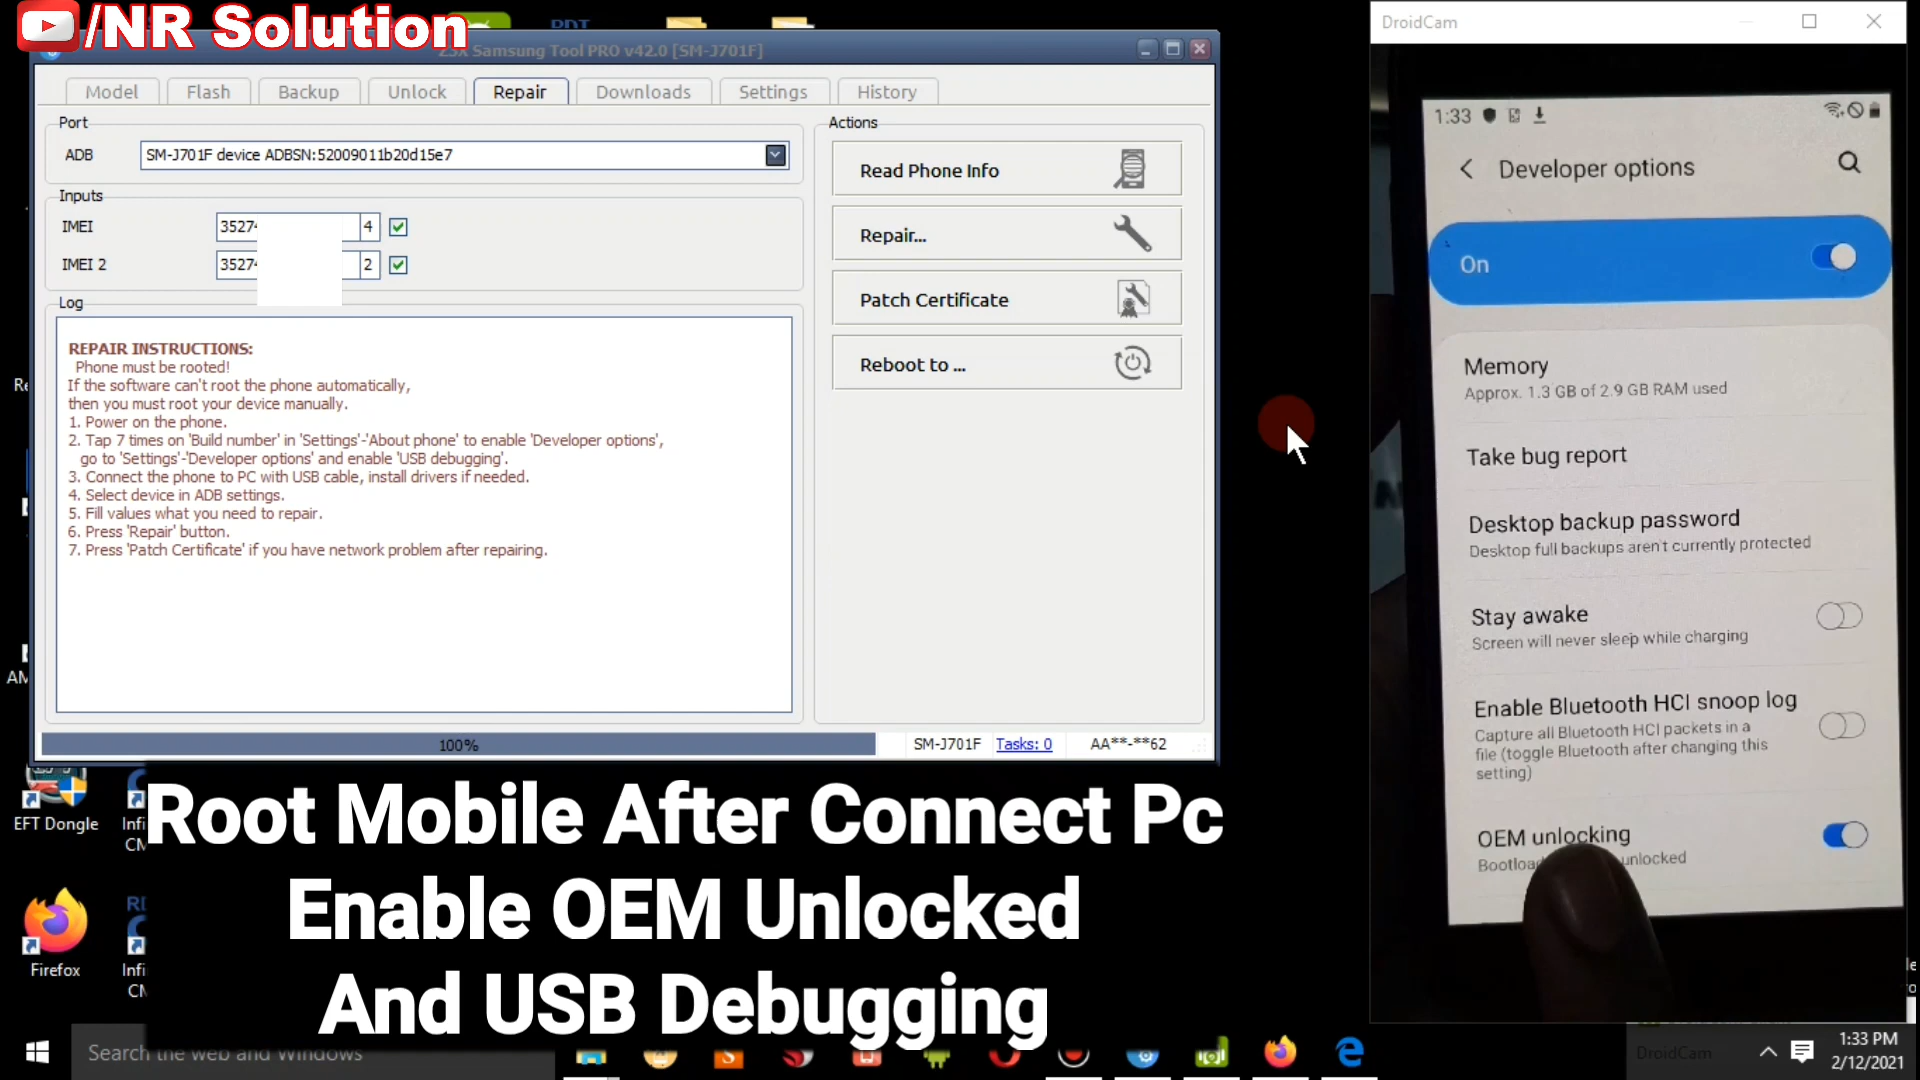 /NR Solution
Z3X Samsung Tool PRO v42.0 [SM-J701F]
Model
Flash
Backup
Unlock
Repair
Downloads
Settings
History
Port
ADB
SM-J701F device ADBSN:52009011b20d15e7
Inputs
IMEI
35274
4
IMEI 2
35274
2
Log
REPAIR INSTRUCTIONS:
Phone must be rooted!
If the software can't root the phone automatically,
then you must root your device manually.
1. Power on the phone.
2. Tap 7 times on 'Build number' in 'Settings'-'About phone' to enable 'Developer options',
go to 'Settings'-'Developer options' and enable 'USB debugging'.
3. Connect the phone to PC with USB cable, install drivers if needed.
4. Select device in ADB settings.
5. Fill values what you need to repair.
6. Press 'Repair' button.
7. Press 'Patch Certificate' if you have network problem after repairing.
Actions
Read Phone Info
Repair...
Patch Certificate
Reboot to ...
100%
SM-J701F
Tasks: 0
AA**-**62
DroidCam
1:33
Developer options
On
Memory
Approx. 1.3 GB of 2.9 GB RAM used
Take bug report
Desktop backup password
Desktop full backups aren't currently protected
Stay awake
Screen will never sleep while charging
Enable Bluetooth HCI snoop log
Capture all Bluetooth HCI packets in a
file (toggle Bluetooth after changing this
setting)
OEM unlocking
unlocked
Root Mobile After Connect Pc
Enable OEM Unlocked
And USB Debugging
EFT Dongle
Firefox
Search the web and Windows
DroidCam
1:33 PM
2/12/2021